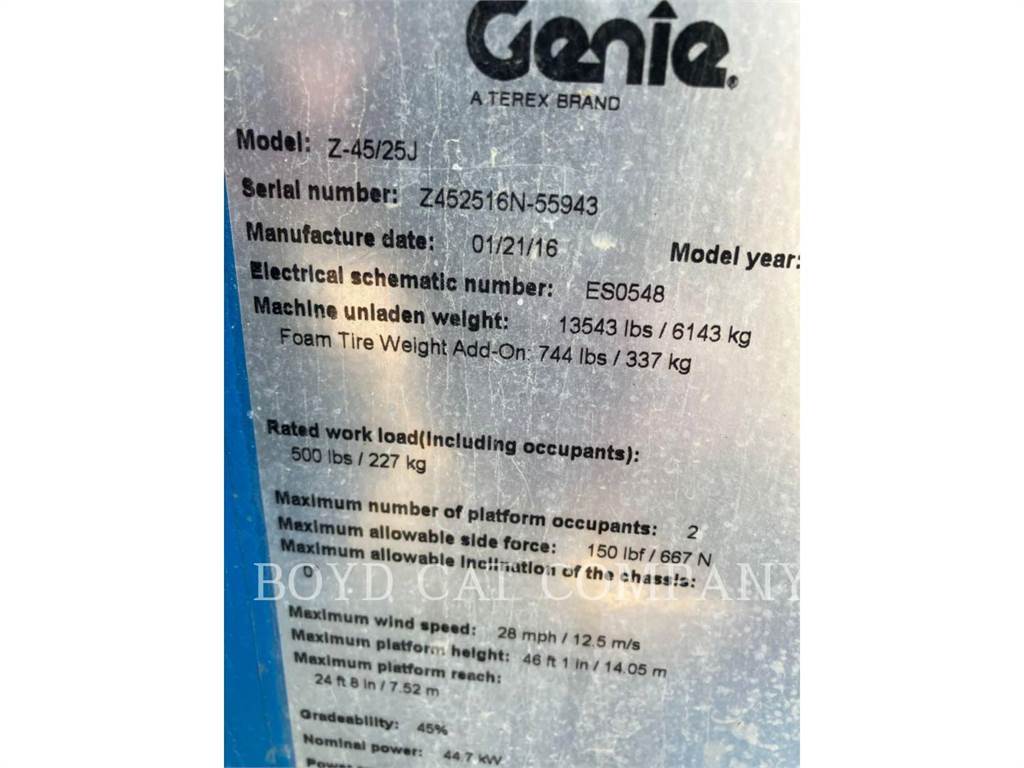 Genie.
A TEREX BRAND
Model: Z-45/25J
Serial number: Z452516N-55943
Manufacture date: 01/21/16 Model year:
Electrical schematic number: ES0548
Machine unladen weight: 13543 lbs / 6143 kg
Foam Tire Weight Add-On: 744 lbs / 337 kg
Rated work load(Including occupants):
500 lbs / 227 kg
Maximum number of platform occupants: 2
Maximum allowable side force: 150 lbf / 667 N
Maximum allowable inclination of the chassis:
0
BOYD CAT COMPANY
Maximum wind speed: 28 mph / 12.5 m/s
Maximum platform height: 46 ft 1 in / 14.05 m
Maximum platform reach:
24 ft 8 in / 7.52 m
Gradeability: 45%
Nominal power: 44.7 kW